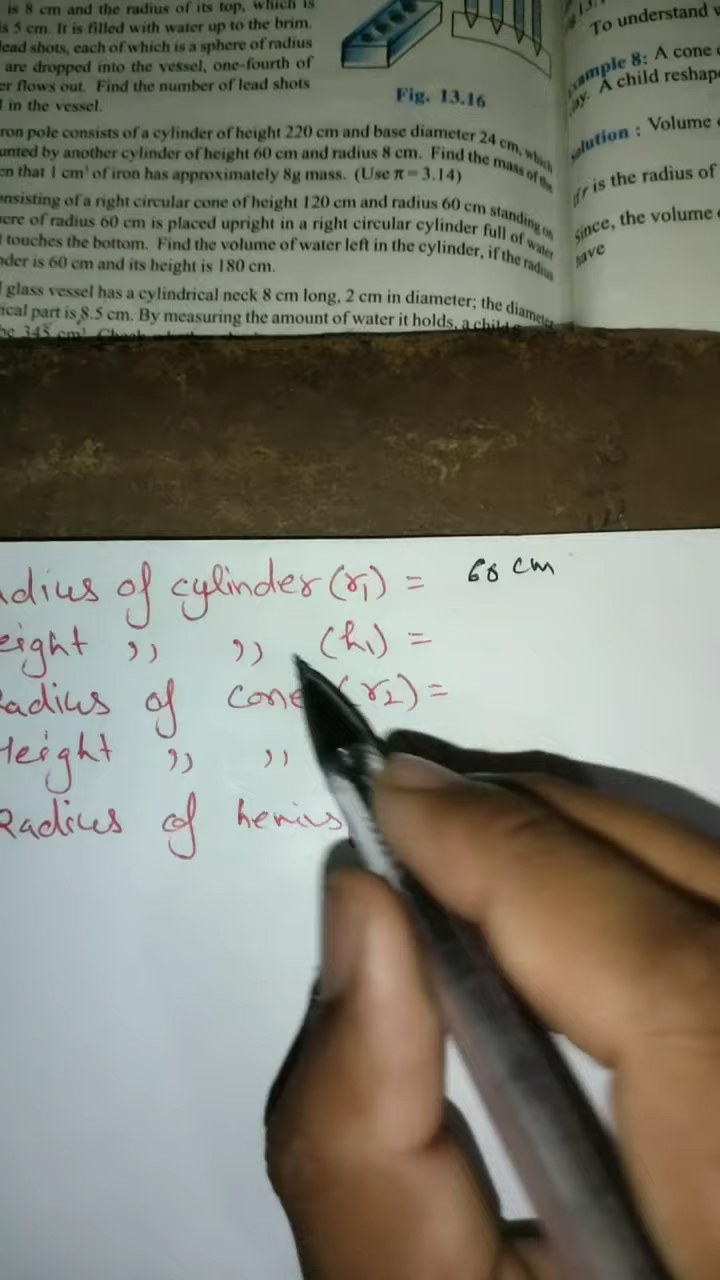 is 8 cm and the radius of its top, which is
is 5 cm. It is filled with water up to the brim.
lead shots, each of which is a sphere of radius
are dropped into the vessel, one-fourth of
er flows out. Find the number of lead shots
in the vessel.
ron pole consists of a cylinder of height 220 cm and base diameter 24 cm, which
unted by another cylinder of height 60 cm and radius 8 cm. Find the mass of the
en that 1 cm³ of iron has approximately 8g mass. (Use π = 3.14)
onsisting of a right circular cone of height 120 cm and radius 60 cm standing on
ere of radius 60 cm is placed upright in a right circular cylinder full of water
touches the bottom. Find the volume of water left in the cylinder, if the radius
nder is 60 cm and its height is 180 cm.
glass vessel has a cylindrical neck 8 cm long, 2 cm in diameter; the diameter
ical part is 8.5 cm. By measuring the amount of water it holds, a child
be 345 cm³.
Fig. 13.16
To understand
xample 8: A cone
ay. A child reshap
olution : Volume
If r is the radius of
since, the volume
have
adius of cylinder (r₁) = 60 cm
eight ,, ,, (h₁) =
adius of cone (r₂) =
Height ,, ,,
Radius of hemis